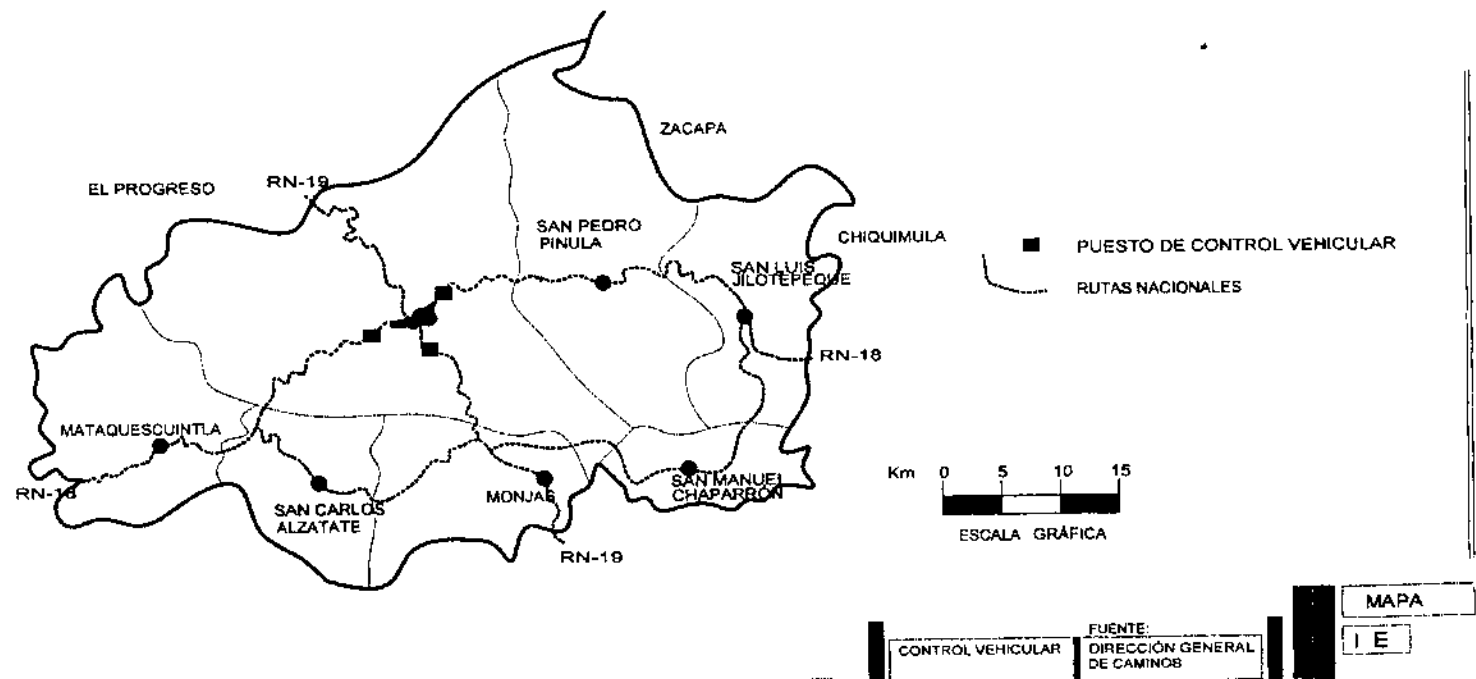 ZACAPA
EL PROGRESO
RN-19
SAN PEDRO
PINULA
CHIQUIMULA
SAN LUIS
JILOTEPEQUE
PUESTO DE CONTROL VEHICULAR
RUTAS NACIONALES
RN-18
MATAQUESCUINTLA
RN-18
SAN CARLOS
ALZATATE
MONJAS
SAN MANUEL
CHAPARRÓN
RN-19
Km 0 5 10 15
ESCALA GRÁFICA
MAPA
I E
CONTROL VEHICULAR
FUENTE:
DIRECCIÓN GENERAL
DE CAMINOS